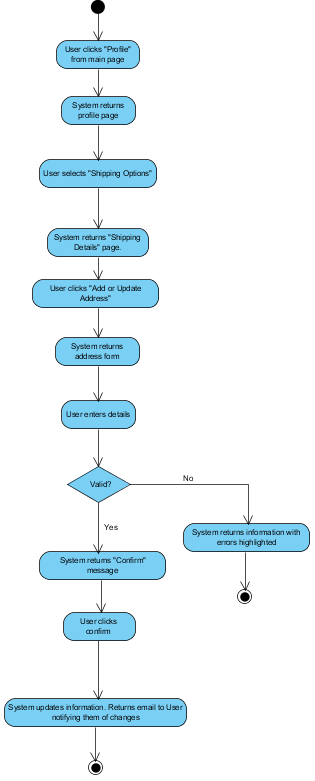 User clicks "Profile"
from main page
System returns
profile page
User selects "Shipping Options"
System returns "Shipping
Details" page.
User clicks "Add or Update
Address"
System returns
address form
User enters details
Valid?
No
Yes
System returns information with
errors highlighted
System returns "Confirm"
message
User clicks
confirm
System updates information. Returns email to User
notifying them of changes